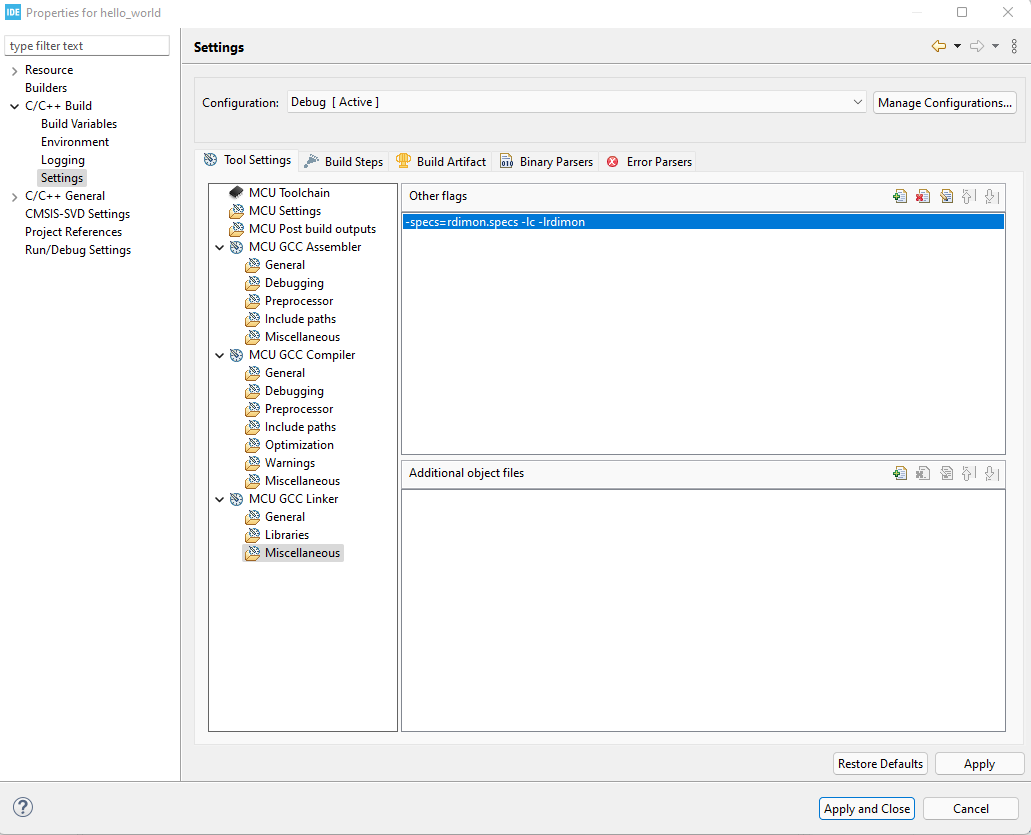 IDE Properties for hello_world
type filter text
Resource
Builders
C/C++ Build
Build Variables
Environment
Logging
Settings
C/C++ General
CMSIS-SVD Settings
Project References
Run/Debug Settings
Settings
Configuration: Debug [ Active ] Manage Configurations...
Tool Settings Build Steps Build Artifact Binary Parsers Error Parsers
MCU Toolchain
MCU Settings
MCU Post build outputs
MCU GCC Assembler
General
Debugging
Preprocessor
Include paths
Miscellaneous
MCU GCC Compiler
General
Debugging
Preprocessor
Include paths
Optimization
Warnings
Miscellaneous
MCU GCC Linker
General
Libraries
Miscellaneous
Other flags
-specs=rdimon.specs -lc -lrdimon
Additional object files
Restore Defaults Apply
? Apply and Close Cancel